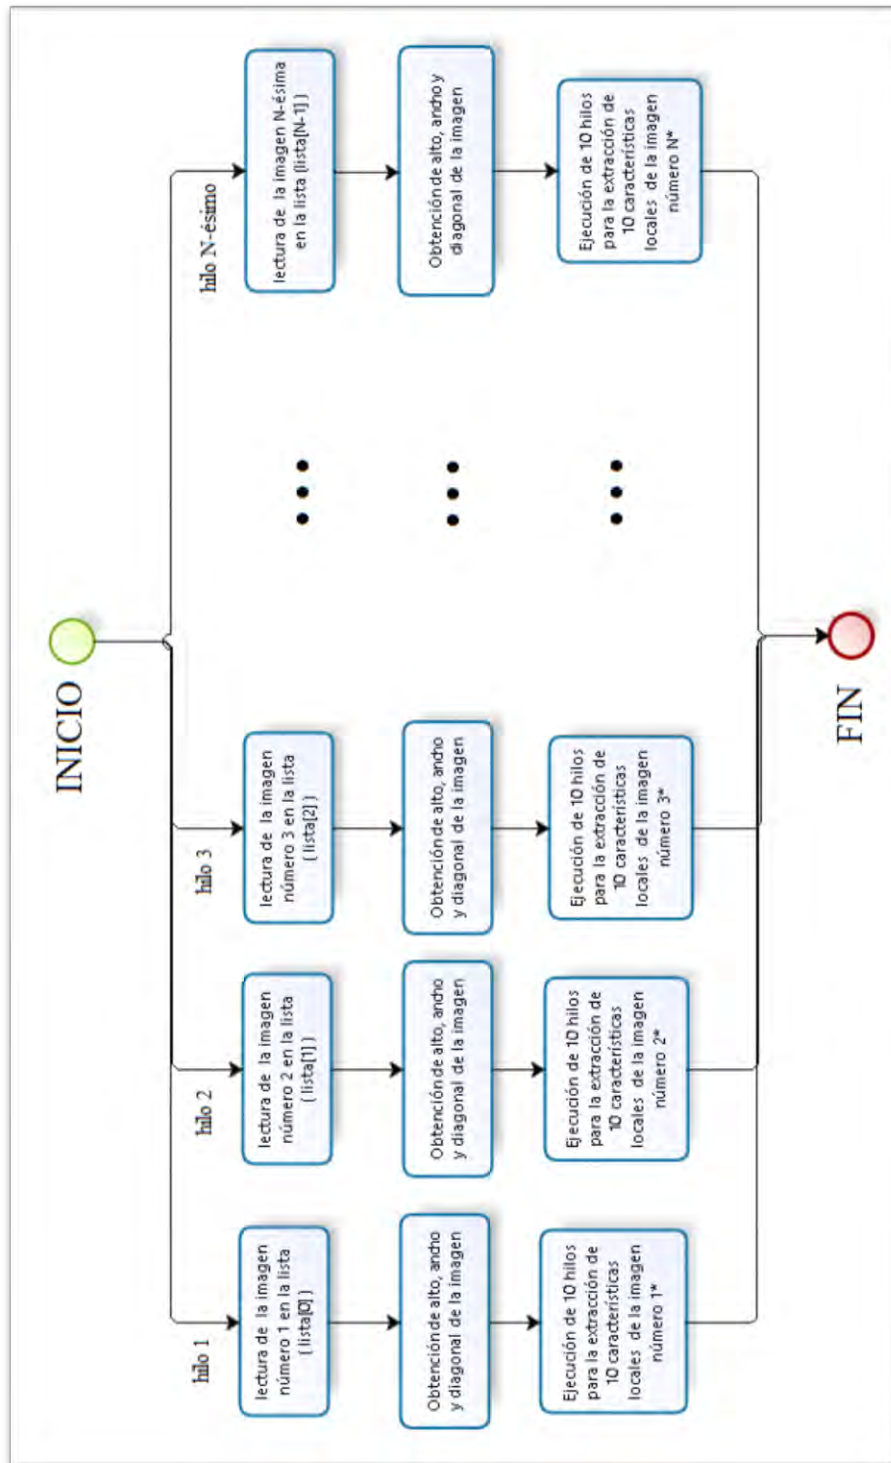 INICIO
hilo 1
lectura de la imagen
número 1 en la lista
( lista[0] )
Obtención de alto, ancho
y diagonal de la imagen
Ejecución de 10 hilos
para la extracción de
10 características
locales de la imagen
número 1*
hilo 2
lectura de la imagen
número 2 en la lista
( lista[1] )
Obtención de alto, ancho
y diagonal de la imagen
Ejecución de 10 hilos
para la extracción de
10 características
locales de la imagen
número 2*
hilo 3
lectura de la imagen
número 3 en la lista
( lista[2] )
Obtención de alto, ancho
y diagonal de la imagen
Ejecución de 10 hilos
para la extracción de
10 características
locales de la imagen
número 3*
hilo N-ésimo
lectura de la imagen N-ésima
en la lista (lista[N-1] )
Obtención de alto, ancho y
diagonal de la imagen
Ejecución de 10 hilos
para la extracción de
10 características
locales de la imagen
número N*
FIN